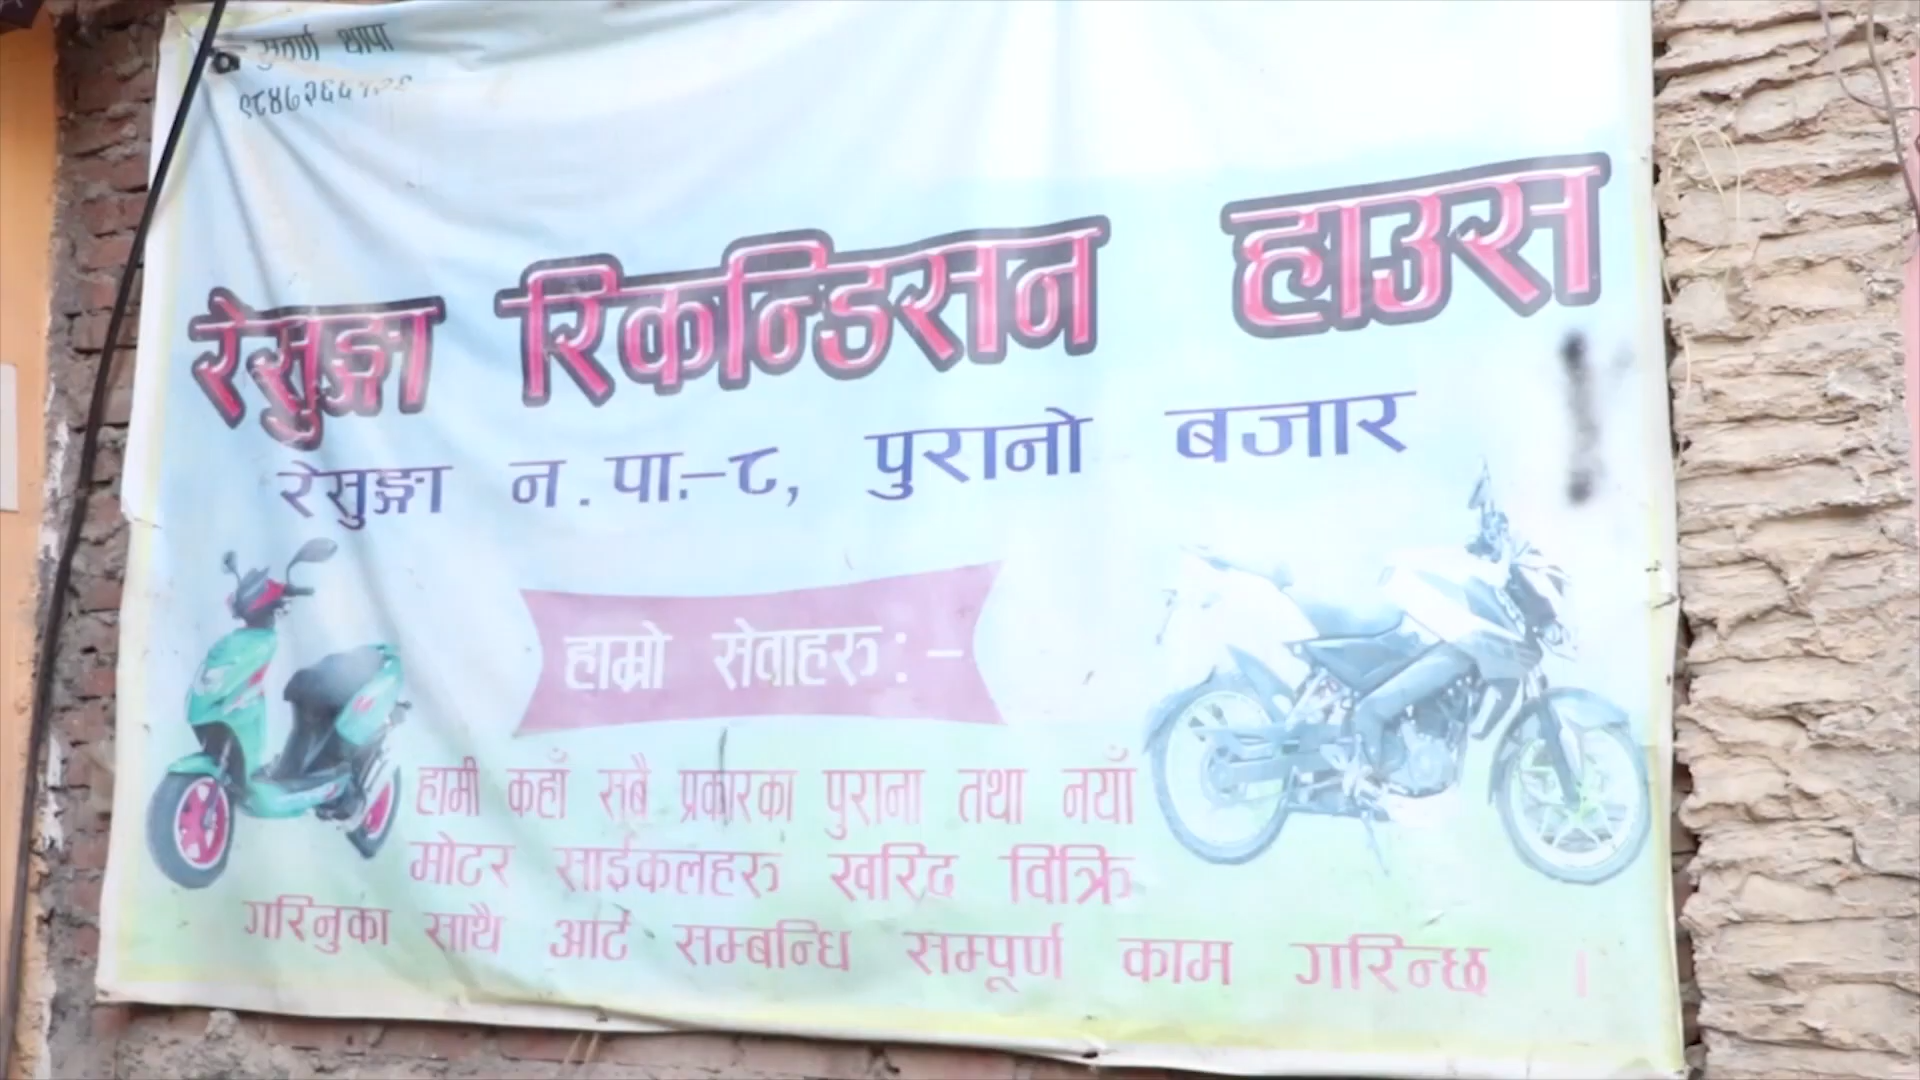 सुवर्ण थापा
रेसुङ्गा रिकन्डिसन हाउस
रेसुङ्गा न.पा.:–८, पुरानो बजार
हाम्रो सेवाहरु:–
हामी कहाँ सबै प्रकारका पुराना तथा नयाँ
मोटर साईकलहरु खरिद विक्रि
गरिनुका साथै आर्ट सम्बन्धि सम्पूर्ण काम गरिन्छ ।